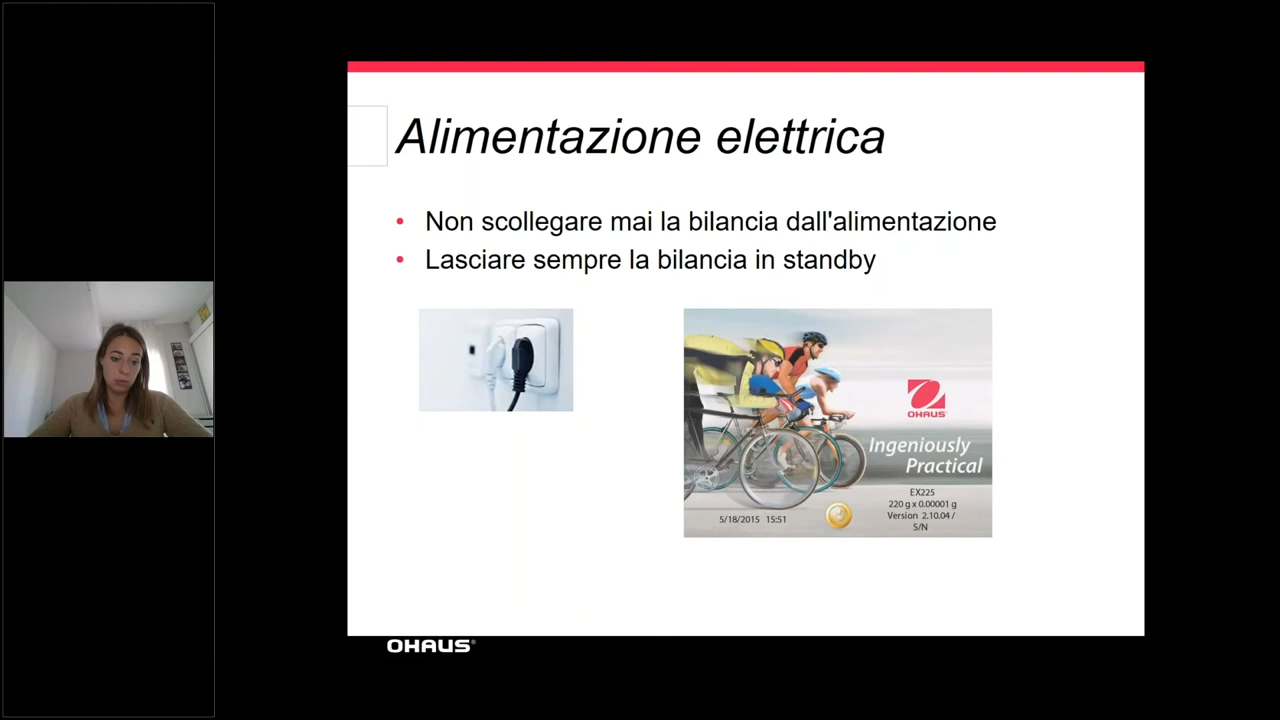 Alimentazione elettrica
• Non scollegare mai la bilancia dall'alimentazione
• Lasciare sempre la bilancia in standby
OHAUS®
Ingeniously
Practical
EX225
220 g x 0.00001 g
Version 2.10.04 /
S/N
5/18/2015 15:51
OHAUS®